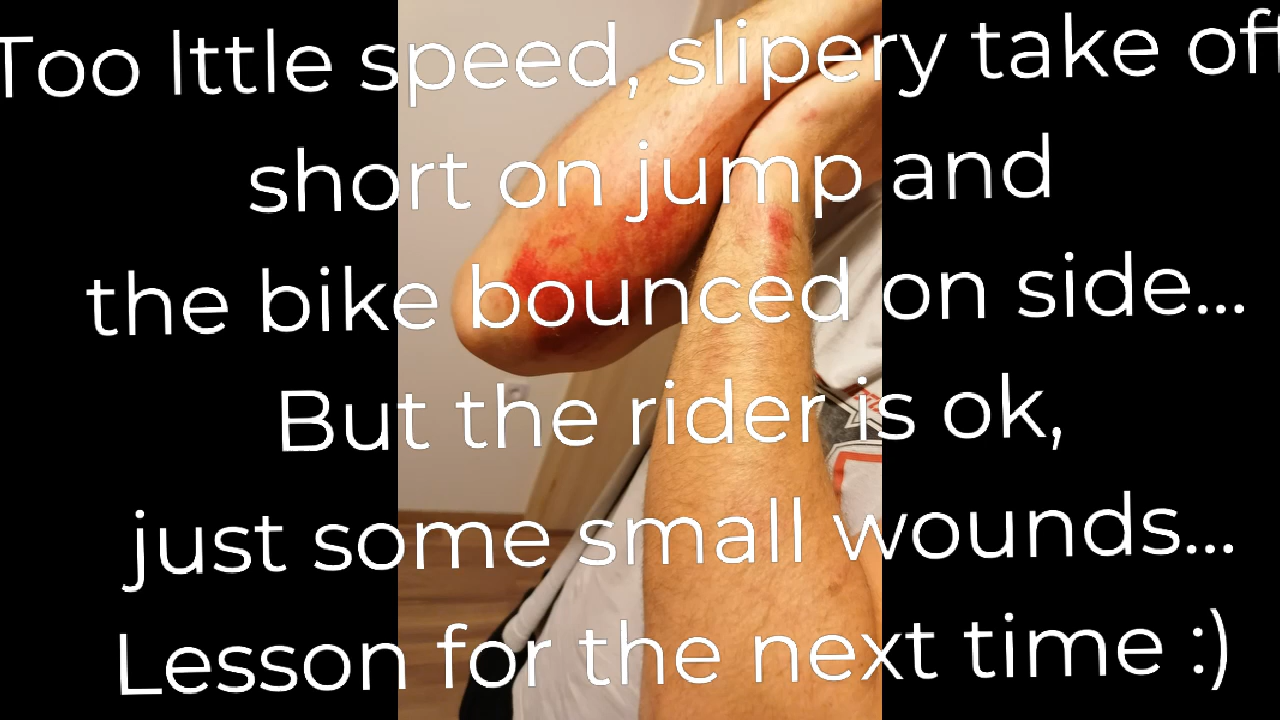 Too lttle speed, slipery take off
short on jump and
the bike bounced on side...
But the rider is ok,
just some small wounds...
Lesson for the next time :)